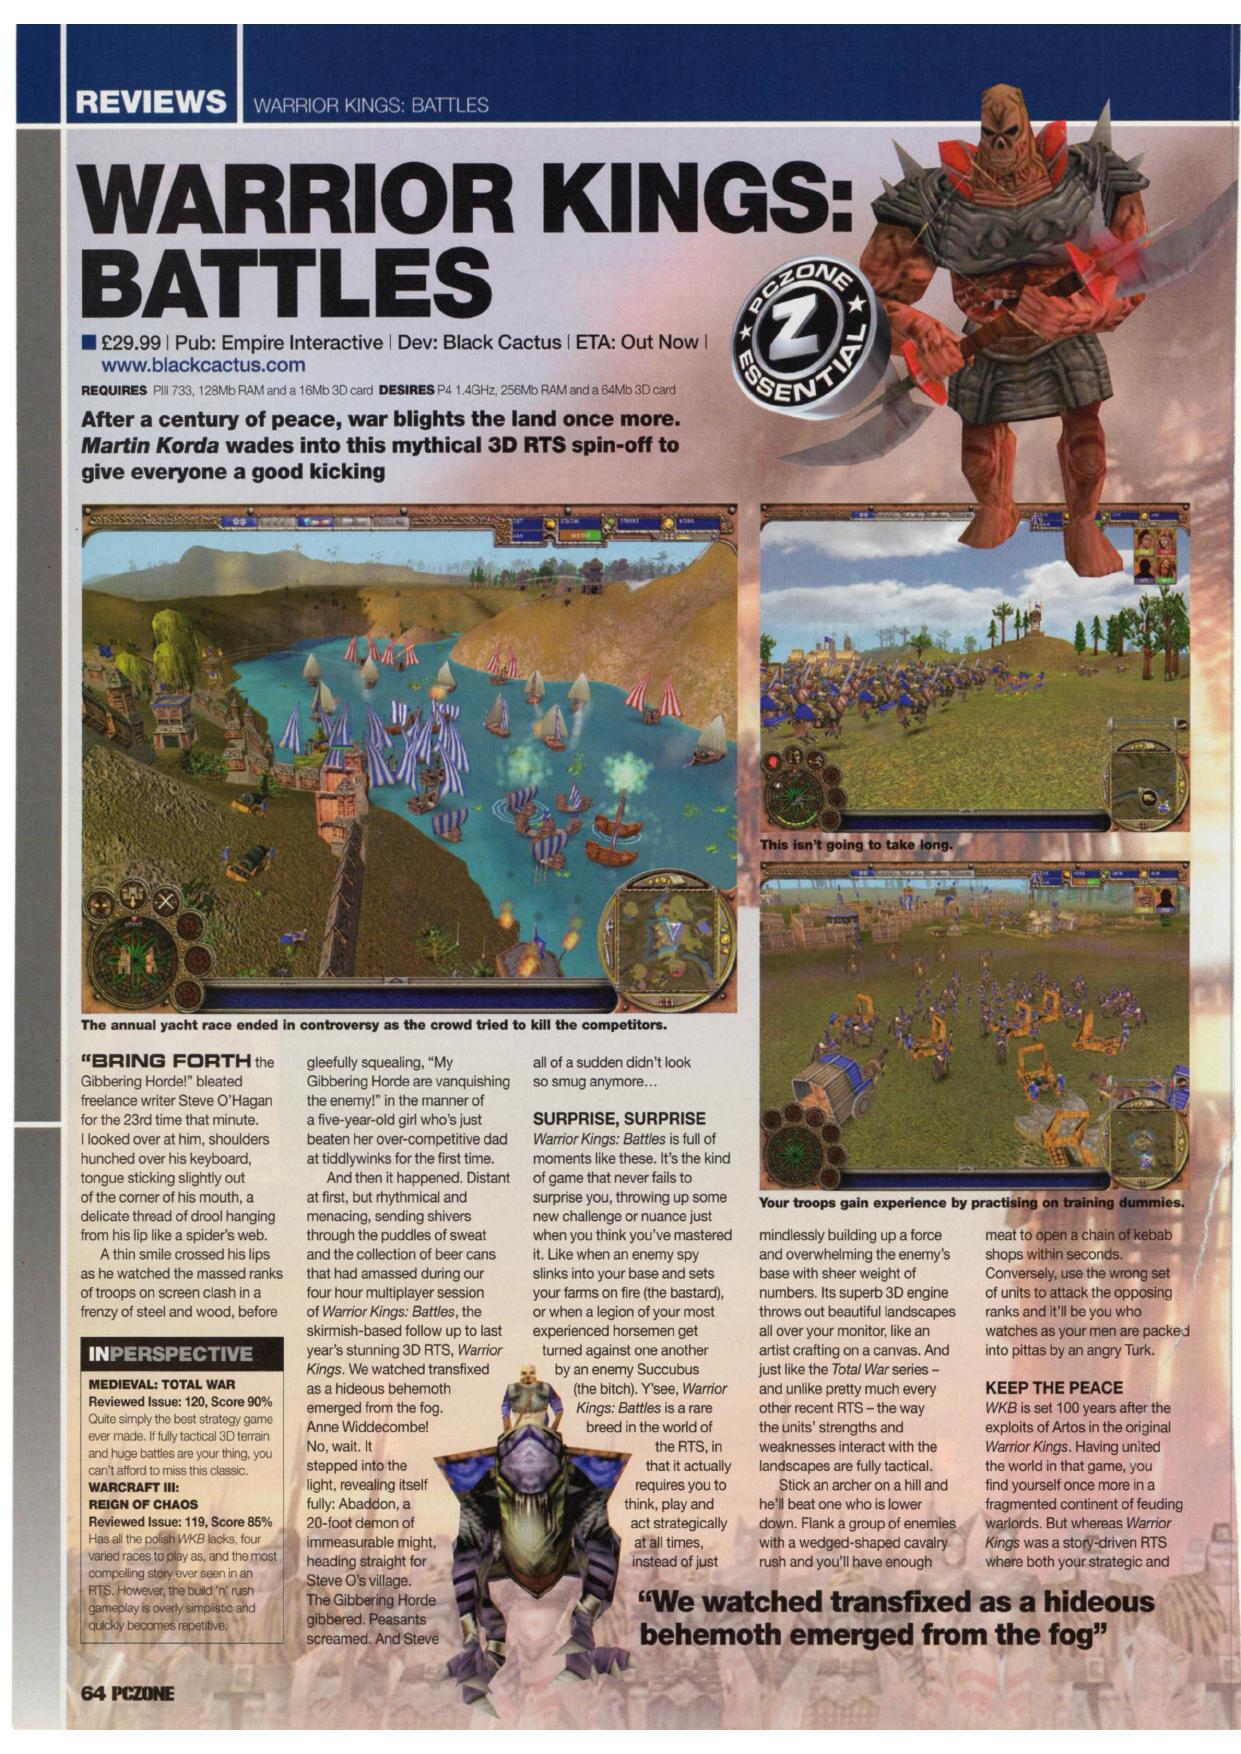 REVIEWS
WARRIOR KINGS: BATTLES
WARRIOR KINGS:
BATTLES
PCZONE
Z
ESSENTIAL
£29.99 | Pub: Empire Interactive | Dev: Black Cactus | ETA: Out Now |
www.blackcactus.com
REQUIRES PIII 733, 128Mb RAM and a 16Mb 3D card DESIRES P4 1.4GHz, 256Mb RAM and a 64Mb 3D card
After a century of peace, war blights the land once more.
Martin Korda wades into this mythical 3D RTS spin-off to
give everyone a good kicking
The annual yacht race ended in controversy as the crowd tried to kill the competitors.
This isn't going to take long.
Your troops gain experience by practising on training dummies.
"BRING FORTH the
Gibbering Horde!" bleated
freelance writer Steve O'Hagan
for the 23rd time that minute.
I looked over at him, shoulders
hunched over his keyboard,
tongue sticking slightly out
of the corner of his mouth, a
delicate thread of drool hanging
from his lip like a spider's web.
A thin smile crossed his lips
as he watched the massed ranks
of troops on screen clash in a
frenzy of steel and wood, before
gleefully squealing, "My
Gibbering Horde are vanquishing
the enemy!" in the manner of
a five-year-old girl who's just
beaten her over-competitive dad
at tiddlywinks for the first time.
And then it happened. Distant
at first, but rhythmical and
menacing, sending shivers
through the puddles of sweat
and the collection of beer cans
that had amassed during our
four hour multiplayer session
of Warrior Kings: Battles, the
skirmish-based follow up to last
year's stunning 3D RTS, Warrior
Kings. We watched transfixed
as a hideous behemoth
emerged from the fog.
Anne Widdecombe!
No, wait. It
stepped into the
light, revealing itself
fully: Abaddon, a
20-foot demon of
immeasurable might,
heading straight for
Steve O's village.
The Gibbering Horde
gibbered. Peasants
screamed. And Steve
all of a sudden didn't look
so smug anymore...
SURPRISE, SURPRISE
Warrior Kings: Battles is full of
moments like these. It's the kind
of game that never fails to
surprise you, throwing up some
new challenge or nuance just
when you think you've mastered
it. Like when an enemy spy
slinks into your base and sets
your farms on fire (the bastard),
or when a legion of your most
experienced horsemen get
turned against one another
by an enemy Succubus
(the bitch). Y'see, Warrior
Kings: Battles is a rare
breed in the world of
the RTS, in
that it actually
requires you to
think, play and
act strategically
at all times,
instead of just
mindlessly building up a force
and overwhelming the enemy's
base with sheer weight of
numbers. Its superb 3D engine
throws out beautiful landscapes
all over your monitor, like an
artist crafting on a canvas. And
just like the Total War series –
and unlike pretty much every
other recent RTS – the way
the units' strengths and
weaknesses interact with the
landscapes are fully tactical.
Stick an archer on a hill and
he'll beat one who is lower
down. Flank a group of enemies
with a wedged-shaped cavalry
rush and you'll have enough
meat to open a chain of kebab
shops within seconds.
Conversely, use the wrong set
of units to attack the opposing
ranks and it'll be you who
watches as your men are packed
into pittas by an angry Turk.
KEEP THE PEACE
WKB is set 100 years after the
exploits of Artos in the original
Warrior Kings. Having united
the world in that game, you
find yourself once more in a
fragmented continent of feuding
warlords. But whereas Warrior
Kings was a story-driven RTS
where both your strategic and
INPERSPECTIVE
MEDIEVAL: TOTAL WAR
Reviewed Issue: 120, Score 90%
Quite simply the best strategy game
ever made. If fully tactical 3D terrain
and huge battles are your thing, you
can't afford to miss this classic.
WARCRAFT III:
REIGN OF CHAOS
Reviewed Issue: 119, Score 85%
Has all the polish WKB lacks, four
varied races to play as, and the most
compelling story ever seen in an
RTS. However, the build 'n' rush
gameplay is overly simplistic and
quickly becomes repetitive.
"We watched transfixed as a hideous
behemoth emerged from the fog"
64 PCZONE